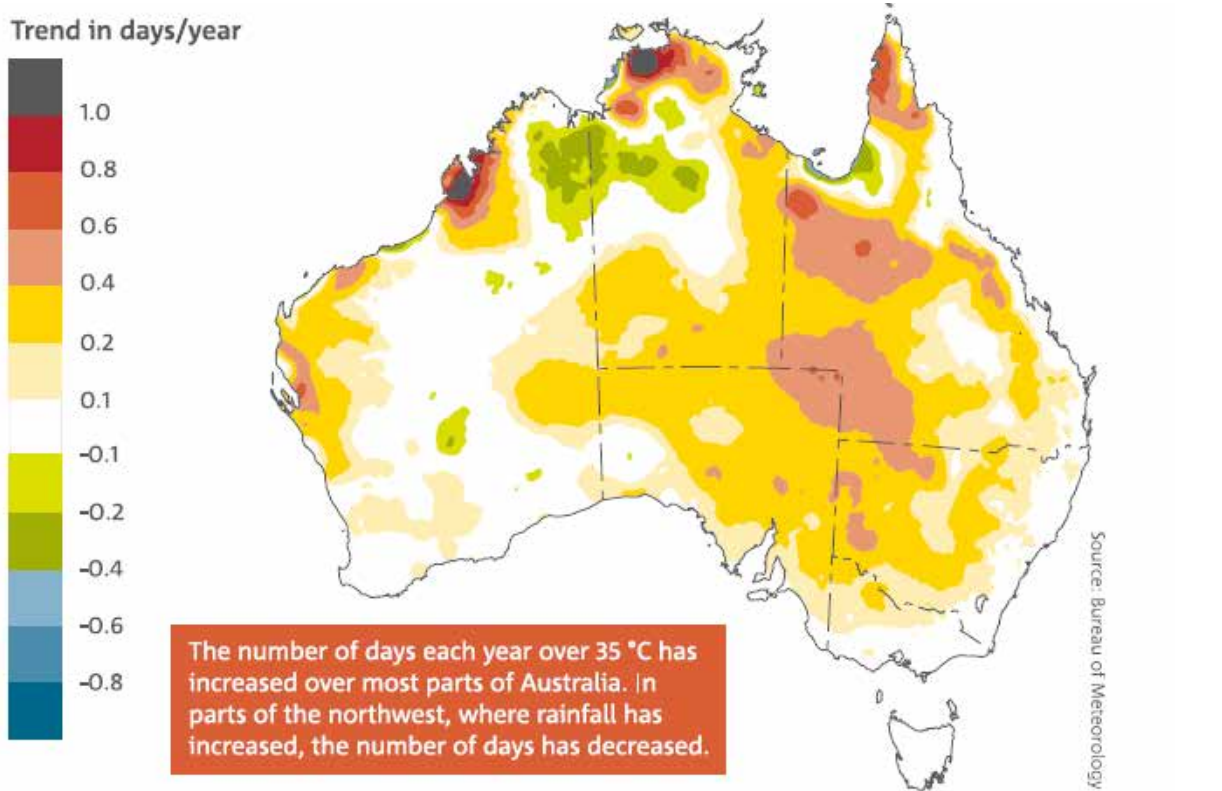 Trend in days/year
1.0
0.8
0.6
0.4
0.2
0.1
–0.1
–0.2
–0.4
–0.6
–0.8
The number of days each year over 35 °C has
increased over most parts of Australia. In
parts of the northwest, where rainfall has
increased, the number of days has decreased.
Source: Bureau of Meteorology